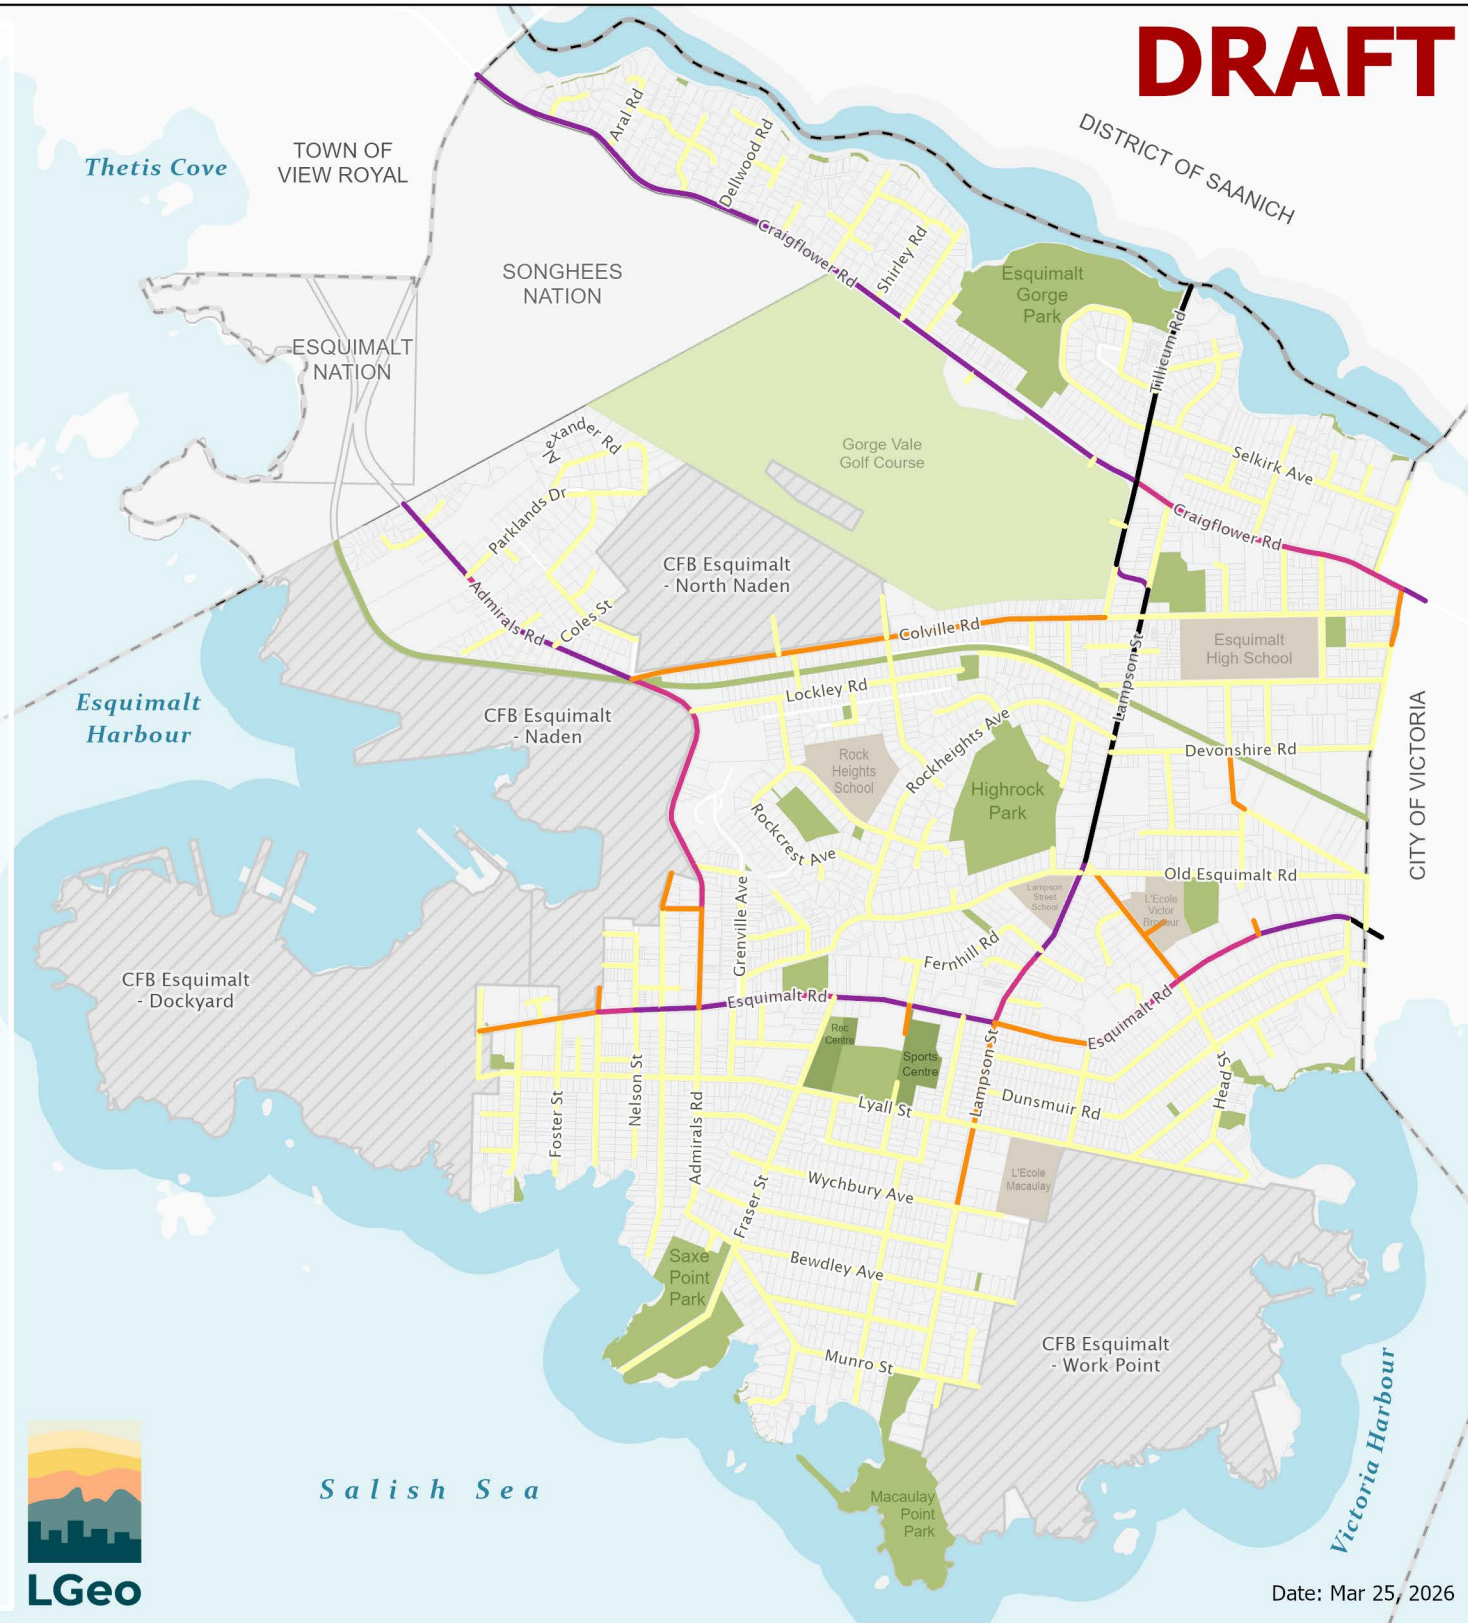 DRAFT
DISTRICT OF SAANICH
Thetis Cove
TOWN OF
VIEW ROYAL
Aral Rd
Dellwood Rd
Craigflower Rd
Shirley Rd
SONGHEES
NATION
Esquimalt
Gorge
Park
Tillicum Rd
ESQUIMALT
NATION
Alexander Rd
Gorge Vale
Golf Course
Selkirk Ave
Parklands Dr
Craigflower Rd
CFB Esquimalt
- North Naden
Admirals Rd
Coles St
Colville Rd
Esquimalt
High School
Lampson St
Lockley Rd
Esquimalt
Harbour
CFB Esquimalt
- Naden
Rockheights Ave
Devonshire Rd
CITY OF VICTORIA
Rock
Heights
School
Highrock
Park
Rockcrest Ave
Old Esquimalt Rd
Lampson
Street
School
L'Ecole
Victor
Brodeur
Grenville Ave
Fernhill Rd
CFB Esquimalt
- Dockyard
Esquimalt Rd
Esquimalt Rd
Rec
Centre
Sports
Centre
Lampson St
Head St
Foster St
Nelson St
Admirals Rd
Lyall St
Dunsmuir Rd
L'Ecole
Macaulay
Wychbury Ave
Fraser St
Saxe
Point
Park
Bewdley Ave
CFB Esquimalt
- Work Point
Munro St
Victoria Harbour
Salish Sea
Macaulay
Point
Park
LGeo
Date: Mar 25, 2026